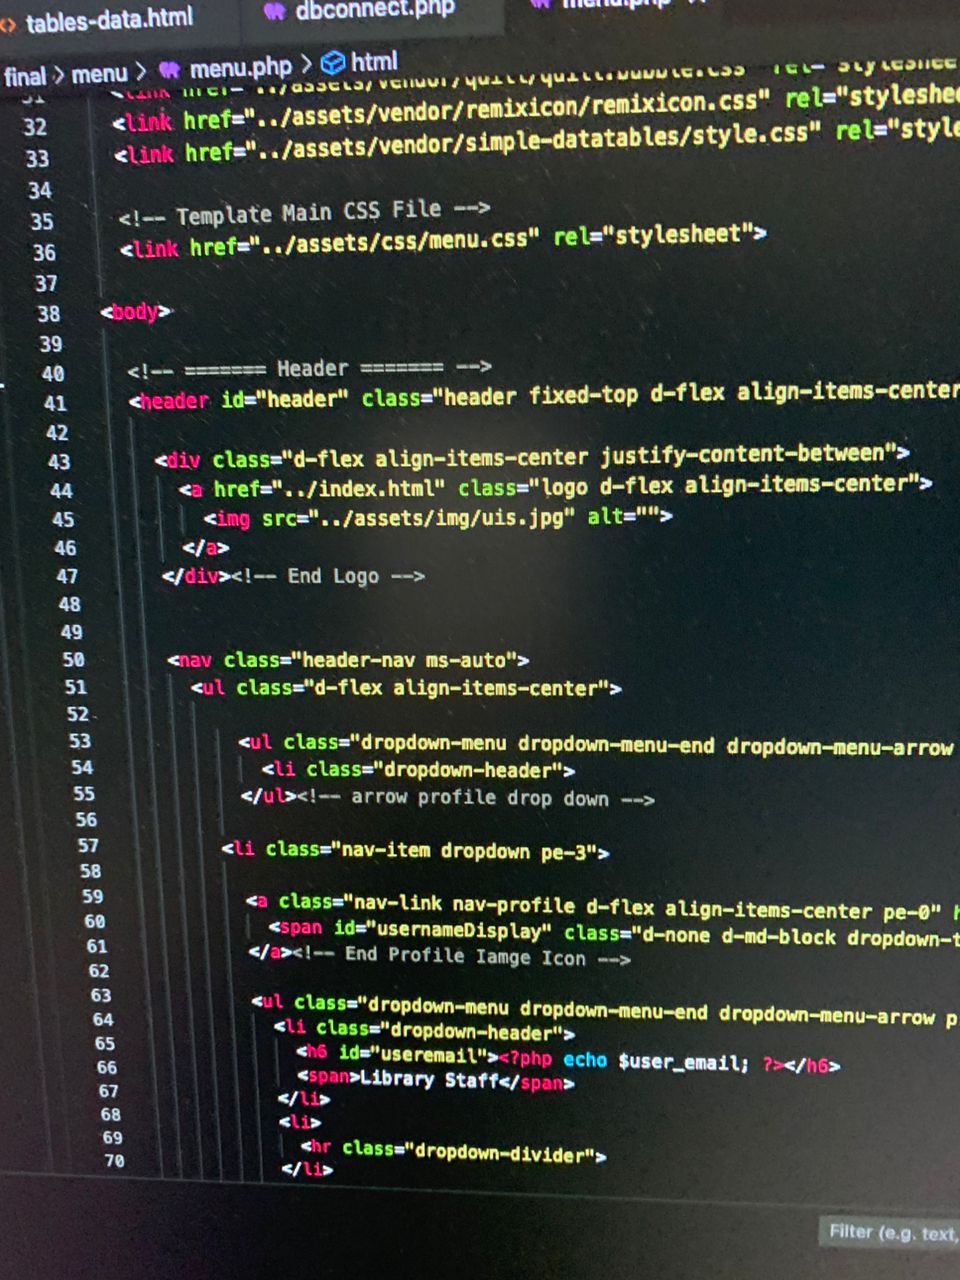 tables-data.html
dbconnect.php
menu.php
final > menu > menu.php > html
31 <link href="../assets/vendor/quill/quill.bubble.css" rel="styleshee
32 <link href="../assets/vendor/remixicon/remixicon.css" rel="styleshee
33 <link href="../assets/vendor/simple-datatables/style.css" rel="style
34
35 <!-- Template Main CSS File -->
36 <link href="../assets/css/menu.css" rel="stylesheet">
37
38 <body>
39
40 <!-- ======= Header ======= -->
41 <header id="header" class="header fixed-top d-flex align-items-center
42
43 <div class="d-flex align-items-center justify-content-between">
44 <a href="../index.html" class="logo d-flex align-items-center">
45 <img src="../assets/img/uis.jpg" alt="">
46 </a>
47 </div><!-- End Logo -->
48
49
50 <nav class="header-nav ms-auto">
51 <ul class="d-flex align-items-center">
52
53 <ul class="dropdown-menu dropdown-menu-end dropdown-menu-arrow
54 <li class="dropdown-header">
55 </ul><!-- arrow profile drop down -->
56
57 <li class="nav-item dropdown pe-3">
58
59 <a class="nav-link nav-profile d-flex align-items-center pe-0" h
60 <span id="usernameDisplay" class="d-none d-md-block dropdown-t
61 </a><!-- End Profile Iamge Icon -->
62
63 <ul class="dropdown-menu dropdown-menu-end dropdown-menu-arrow p
64 <li class="dropdown-header">
65 <h6 id="useremail"><?php echo $user_email; ?></h6>
66 <span>Library Staff</span>
67 </li>
68 <li>
69 <hr class="dropdown-divider">
70 </li>
Filter (e.g. text,